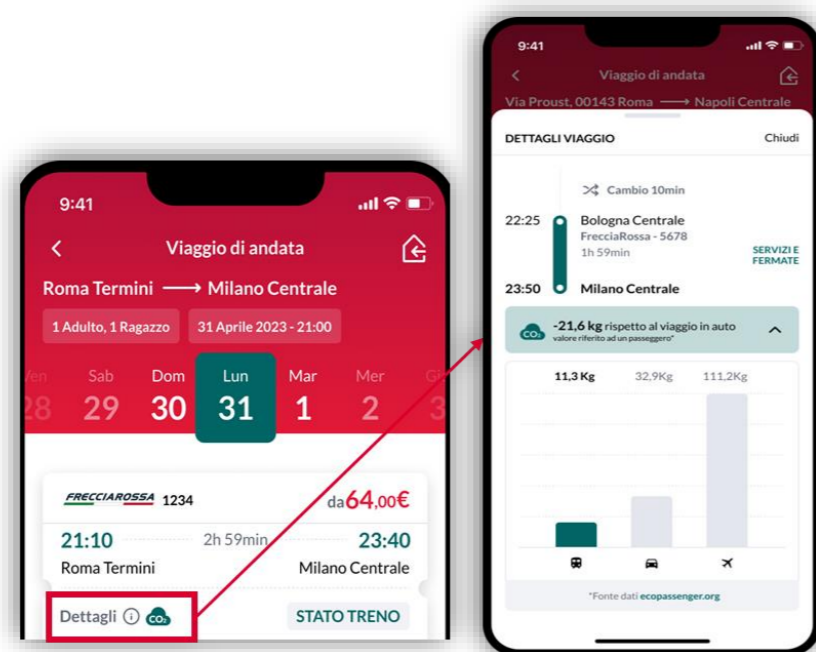 9:41
Viaggio di andata
Roma Termini → Milano Centrale
1 Adulto, 1 Ragazzo 31 Aprile 2023 - 21:00
Ven Sab Dom Lun Mar Mer
28 29 30 31 1 2 3
FRECCIAROSSA 1234 da 64,00€
21:10 2h 59min 23:40
Roma Termini Milano Centrale
Dettagli CO₂ STATO TRENO
9:41
Viaggio di andata
Via Proust, 00143 Roma → Napoli Centrale
DETTAGLI VIAGGIO Chiudi
Cambio 10min
22:25 Bologna Centrale
FrecciaRossa - 5678
1h 59min SERVIZI E
FERMATE
23:50 Milano Centrale
CO₂ -21,6 kg rispetto al viaggio in auto
valore riferito ad un passeggero*
11,3 Kg 32,9Kg 111,2Kg
*Fonte dati ecopassenger.org